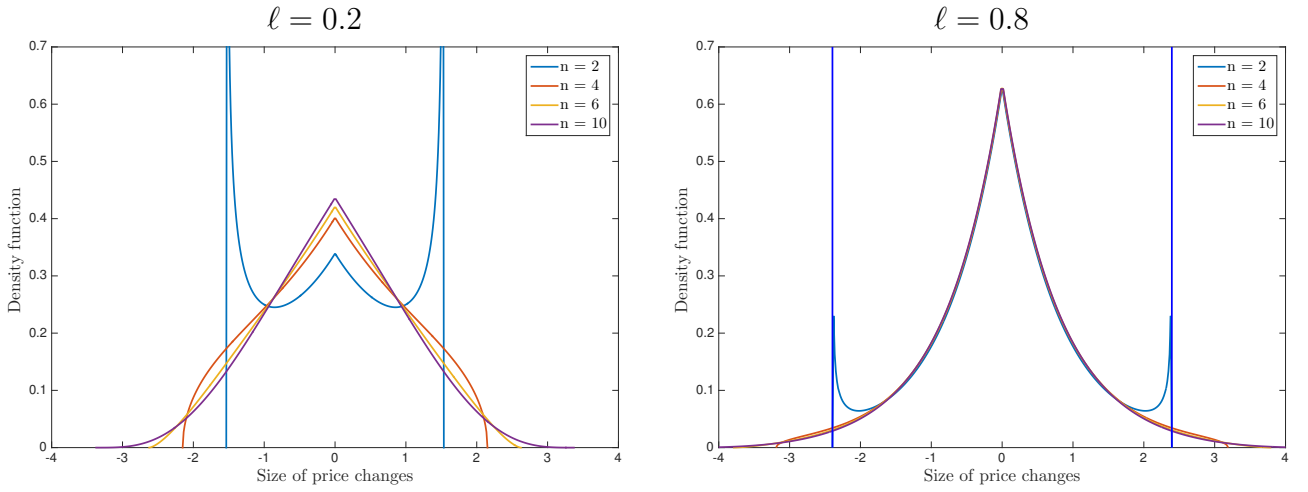 ℓ = 0.2
0.7
0.6
0.5
0.4
0.3
0.2
0.1
0
Density function
-4 -3 -2 -1 0 1 2 3 4
Size of price changes
n = 2
n = 4
n = 6
n = 10
ℓ = 0.8
0.7
0.6
0.5
0.4
0.3
0.2
0.1
0
Density function
-4 -3 -2 -1 0 1 2 3 4
Size of price changes
n = 2
n = 4
n = 6
n = 10